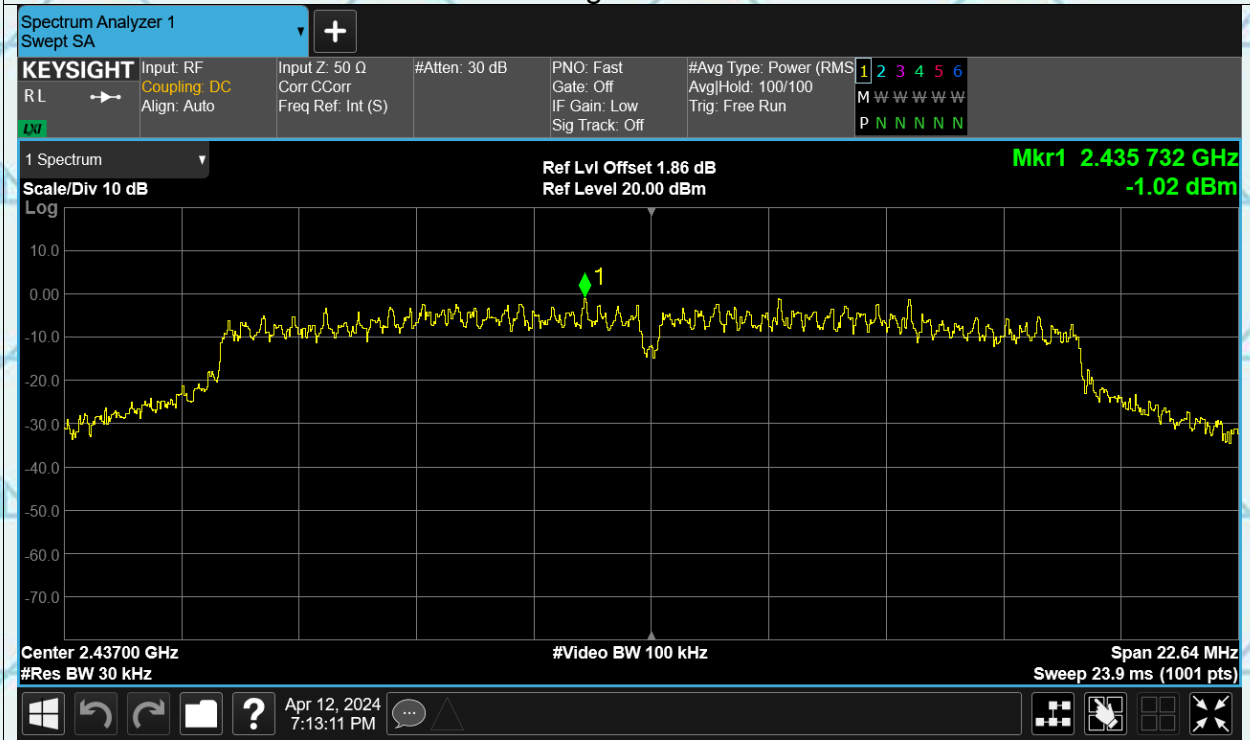 Spectrum Analyzer 1
Swept SA
KEYSIGHT
R L
LXI
Input: RF
Coupling: DC
Align: Auto
Input Z: 50 Ω
Corr CCorr
Freq Ref: Int (S)
#Atten: 30 dB
PNO: Fast
Gate: Off
IF Gain: Low
Sig Track: Off
#Avg Type: Power (RMS
Avg|Hold: 100/100
Trig: Free Run
1 2 3 4 5 6
M W W W W W
P N N N N N
1 Spectrum
Scale/Div 10 dB
Ref Lvl Offset 1.86 dB
Ref Level 20.00 dBm
Mkr1 2.435 732 GHz
-1.02 dBm
Log
10.0
0.00
-10.0
-20.0
-30.0
-40.0
-50.0
-60.0
-70.0
1
Center 2.43700 GHz
#Res BW 30 kHz
#Video BW 100 kHz
Span 22.64 MHz
Sweep 23.9 ms (1001 pts)
?
Apr 12, 2024
7:13:11 PM